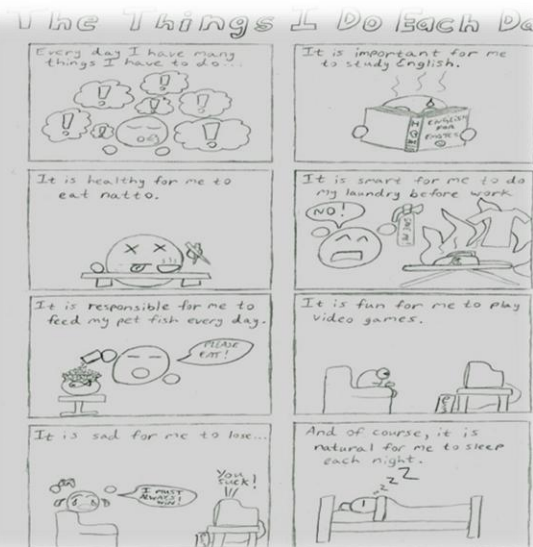 The Things I Do Each Da
Every day I have many
things I have to do...
! ! ! ! ! ! !
It is important for me
to study English.
ENGLISH
FOR
It is healthy for me to
eat natto.
It is smart for me to do
my laundry before work
NO!
It is responsible for me to
feed my pet fish every day.
PLEASE
EAT!
It is fun for me to play
video games.
It is sad for me to lose...
I MUST
ALWAYS
WIN!
YOU
SUCK!
And of course, it is
natural for me to sleep
each night.
z z Z Z